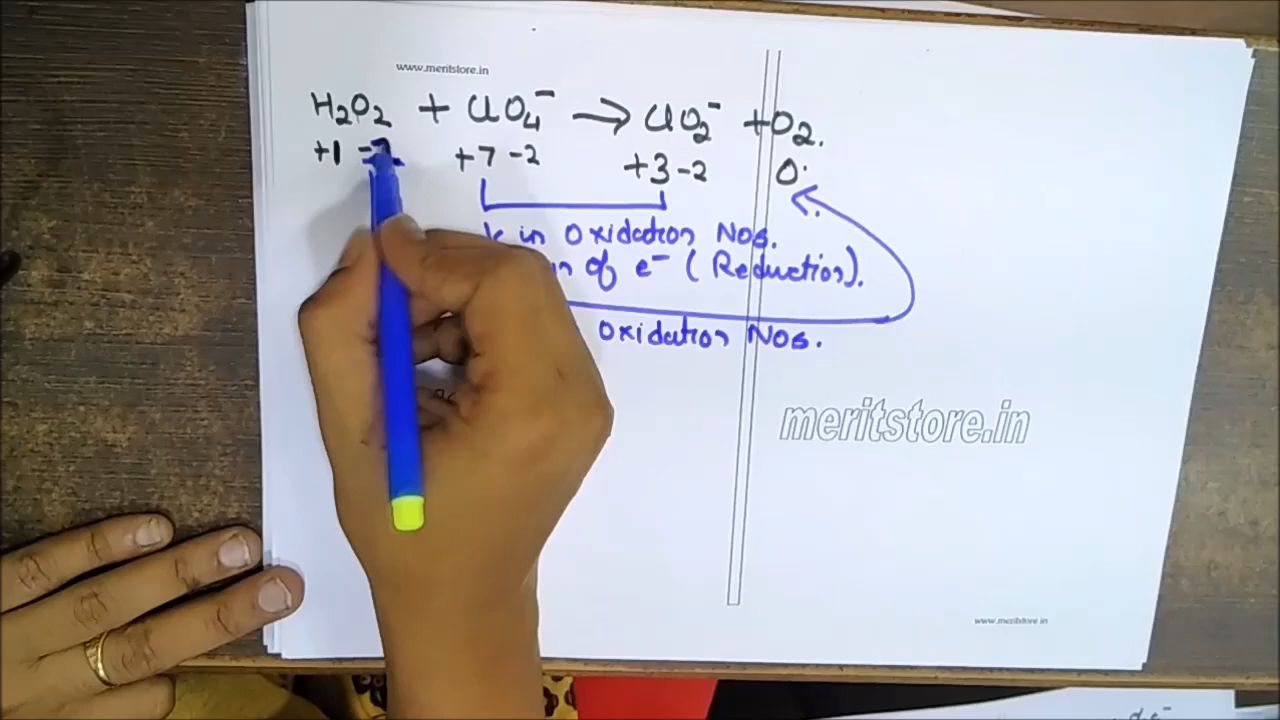 www.meritstore.in
H₂O₂ + ClO₄⁻ → ClO₂⁻ + O₂.
+1 +7 -2 +3 -2 0
in Oxidation Nos.
of e⁻ (Reduction).
Oxidation Nos.
meritstore.in
www.meritstore.in